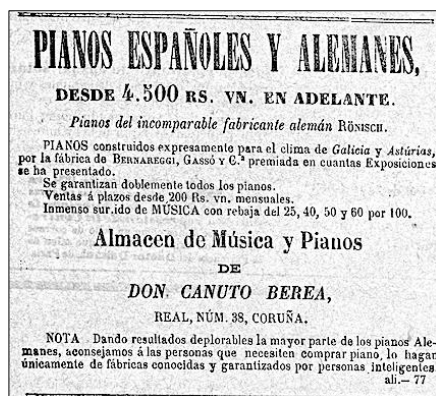 PIANOS ESPAÑOLES Y ALEMANES,
DESDE 4.500 RS. VN. EN ADELANTE.
Pianos del incomparable fabricante alemán RÖNISCH.
PIANOS construidos expresamente para el clima de Galicia y Astúrias,
por la fábrica de BERNAREGGI, GASSÓ Y C.ª premiada en cuantas Exposiciones
se ha presentado.
Se garantizan doblemente todos los pianos.
Ventas á plazos desde 200 Rs. vn. mensuales.
Inmenso sur.ido de MÚSICA con rebaja del 25, 40, 50 y 60 por 100.
Almacen de Música y Pianos
DE
DON CANUTO BEREA,
REAL, NÚM. 38, CORUÑA.
NOTA Dando resultados deplorables la mayor parte de los pianos Ale-
manes, aconsejamos á las personas que necesiten comprar piano, lo hagan
únicamente de fábricas conocidas y garantizados por personas inteligentes
ali.—77